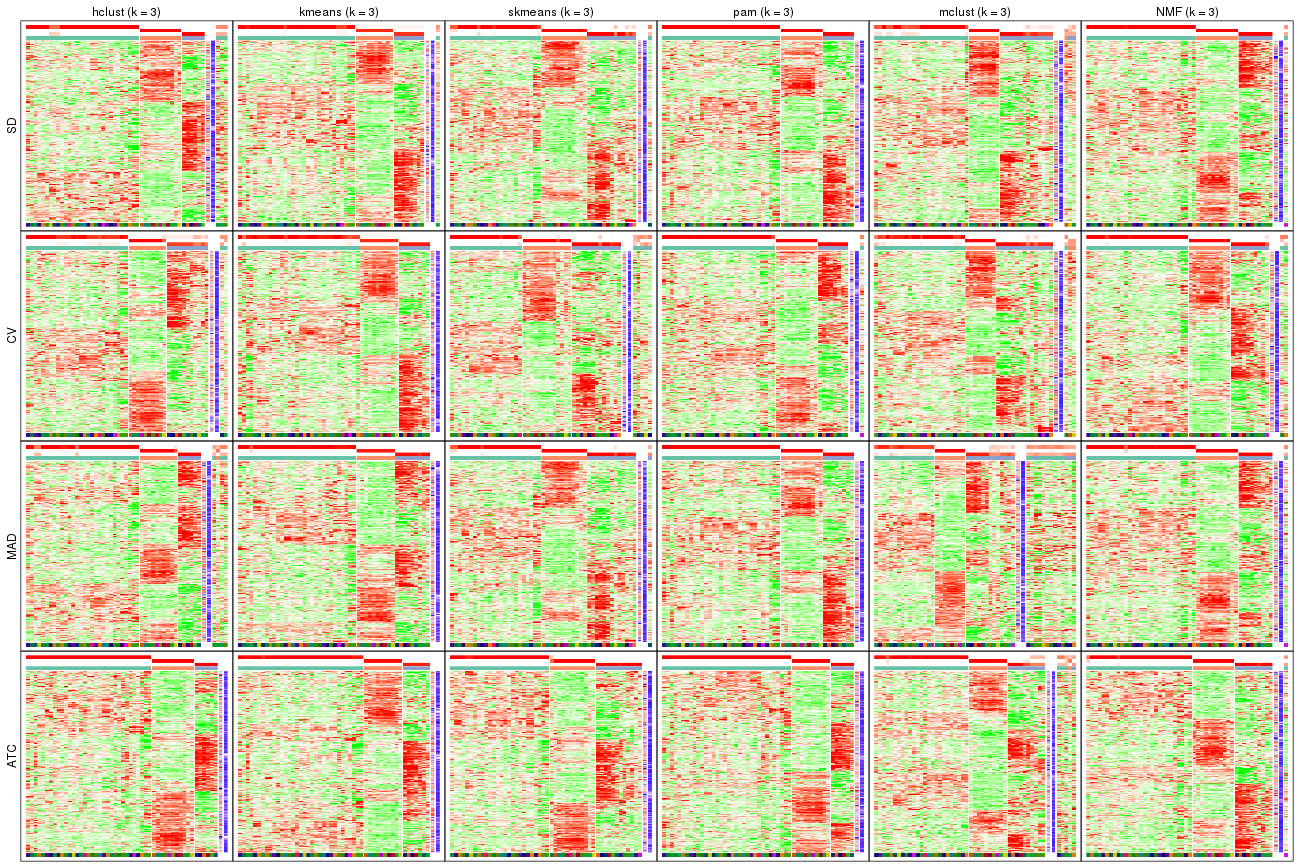 hclust (k = 3)
kmeans (k = 3)
skmeans (k = 3)
pam (k = 3)
mclust (k = 3)
NMF (k = 3)
SD
CV
MAD
ATC